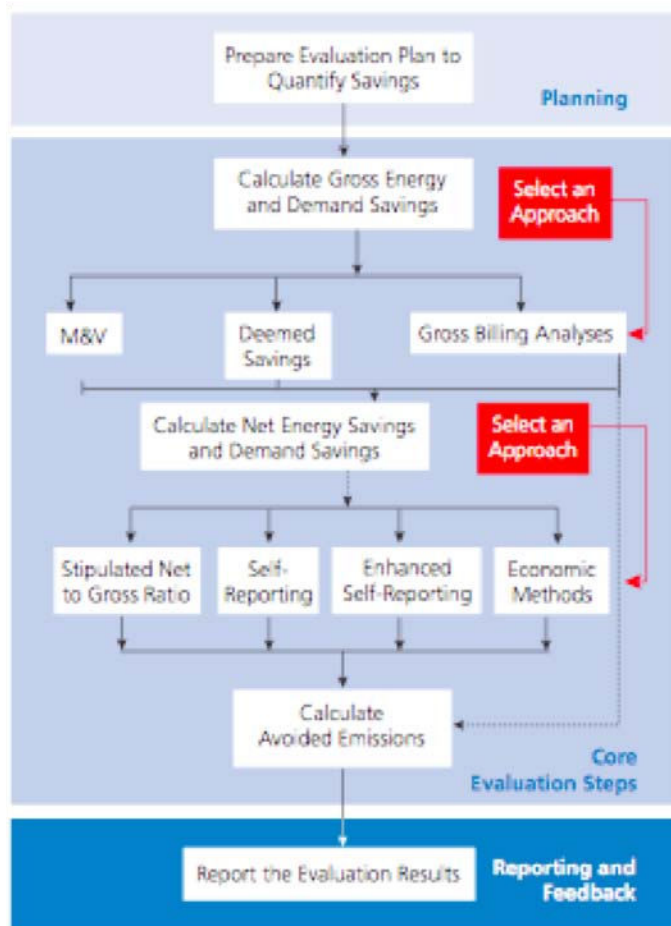 Prepare Evaluation Plan to
Quantify Savings
Planning
Calculate Gross Energy
and Demand Savings
Select an
Approach
M&V
Deemed
Savings
Gross Billing Analyses
Calculate Net Energy Savings
and Demand Savings
Select an
Approach
Stipulated Net
to Gross Ratio
Self-
Reporting
Enhanced
Self-Reporting
Economic
Methods
Calculate
Avoided Emissions
Core
Evaluation Steps
Report the Evaluation Results
Reporting and
Feedback